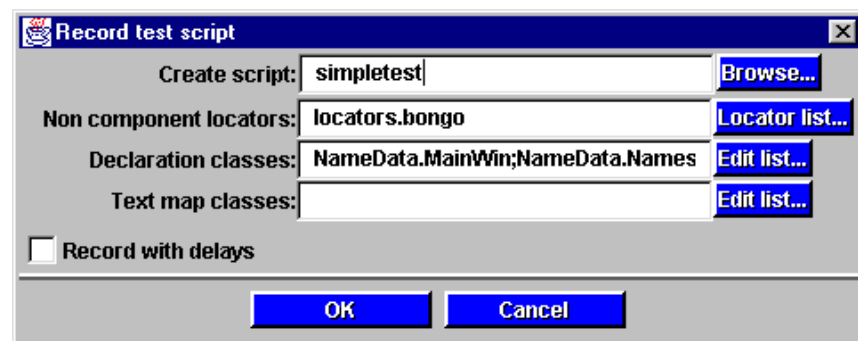 Record test script
Create script: simpletest Browse...
Non component locators: locators.bongo Locator list...
Declaration classes: NameData.MainWin;NameData.Names Edit list...
Text map classes: Edit list...
Record with delays
OK Cancel